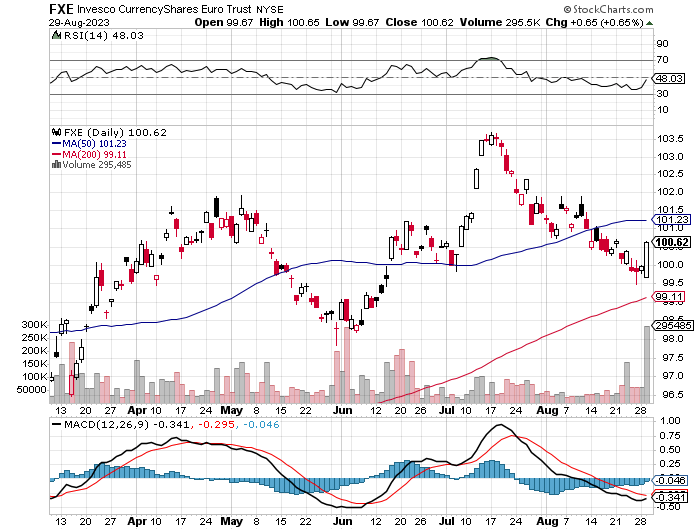 FXE Invesco CurrencyShares Euro Trust NYSE © StockCharts.com
29-Aug-2023 Open 99.67 High 100.65 Low 99.67 Close 100.62 Volume 295.5K Chg +0.65 (+0.65%)
RSI(14) 48.03
90
70
48.03
30
10
FXE (Daily) 100.62
MA(50) 101.23
MA(200) 99.11
Volume 295,485
103.5
103.0
102.5
102.0
101.5
101.23
101.0
100.62
100.0
99.5
99.11
295485
98.0
97.5
97.0
96.5
300K
250K
200K
150K
100K
50000
13 20 27 Apr 10 17 24 May 8 15 22 Jun 12 20 26 Jul 10 17 24 Aug 7 14 21 28
MACD(12,26,9) -0.341, -0.295, -0.046
1.00
0.75
0.50
0.25
0.00
-0.046
-0.341
-0.50
13 20 27 Apr 10 17 24 May 8 15 22 Jun 12 20 26 Jul 10 17 24 Aug 7 14 21 28